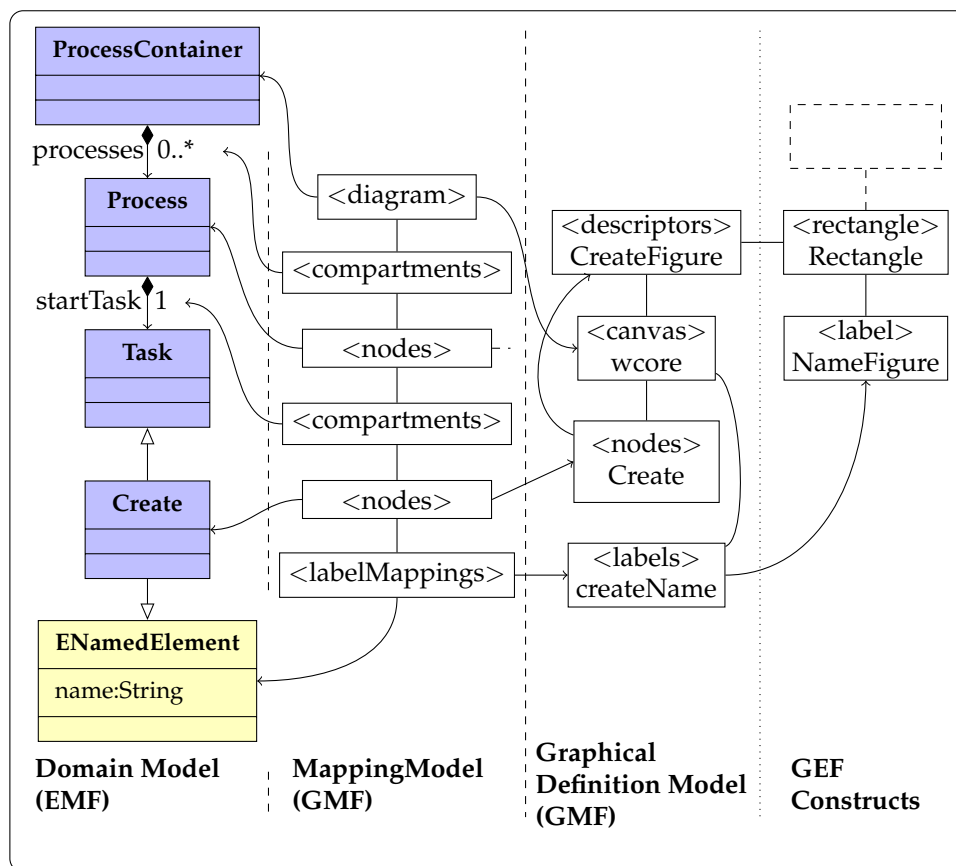 ProcessContainer
processes 0..*
Process
startTask 1
Task
Create
ENamedElement
name:String
Domain Model
(EMF)
<diagram>
<compartments>
<nodes>
<compartments>
<nodes>
<labelMappings>
MappingModel
(GMF)
<descriptors>
CreateFigure
<canvas>
wcore
<nodes>
Create
<labels>
createName
Graphical
Definition Model
(GMF)
<rectangle>
Rectangle
<label>
NameFigure
GEF
Constructs